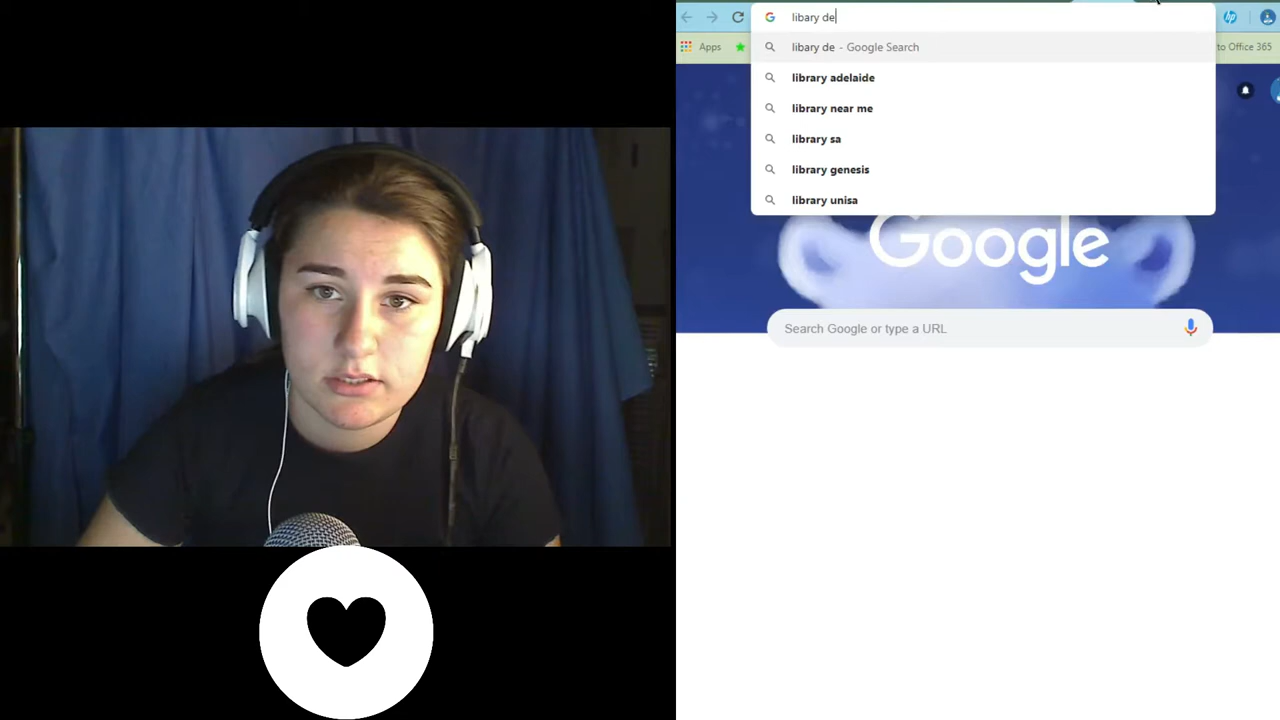 libary de
libary de - Google Search
Apps
to Office 365
library adelaide
library near me
library sa
library genesis
library unisa
Google
Search Google or type a URL
hp